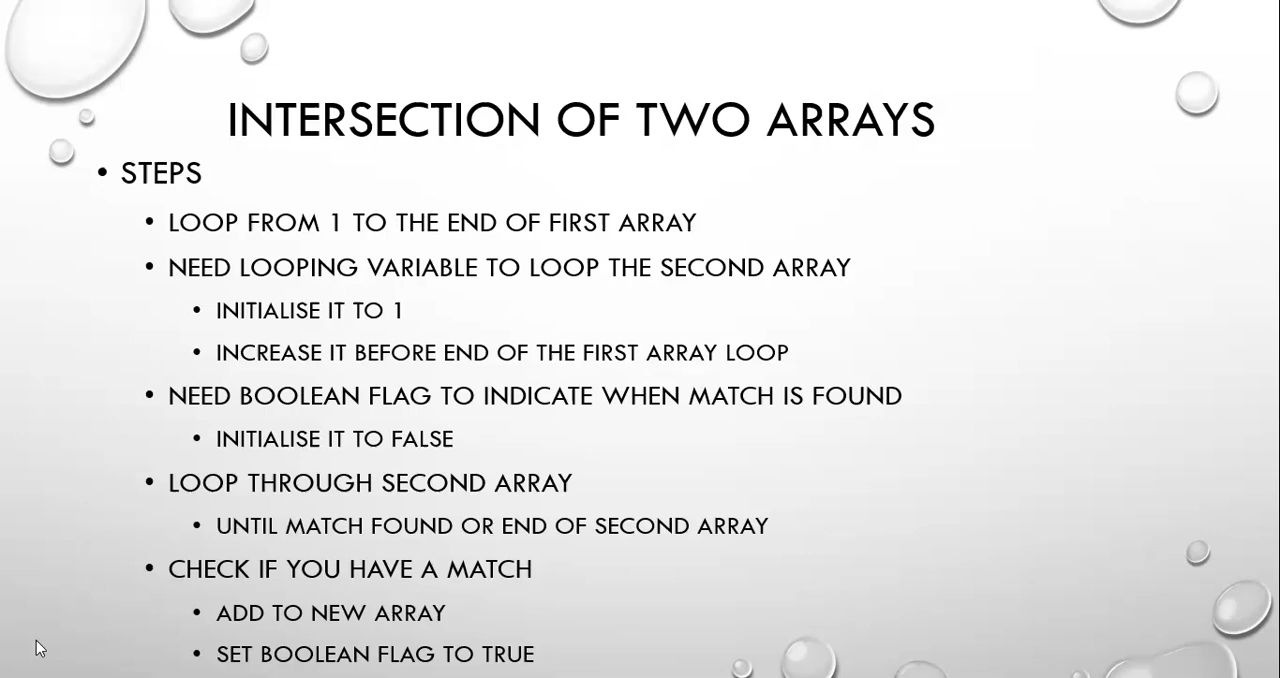 INTERSECTION OF TWO ARRAYS
• STEPS
• LOOP FROM 1 TO THE END OF FIRST ARRAY
• NEED LOOPING VARIABLE TO LOOP THE SECOND ARRAY
• INITIALISE IT TO 1
• INCREASE IT BEFORE END OF THE FIRST ARRAY LOOP
• NEED BOOLEAN FLAG TO INDICATE WHEN MATCH IS FOUND
• INITIALISE IT TO FALSE
• LOOP THROUGH SECOND ARRAY
• UNTIL MATCH FOUND OR END OF SECOND ARRAY
• CHECK IF YOU HAVE A MATCH
• ADD TO NEW ARRAY
• SET BOOLEAN FLAG TO TRUE